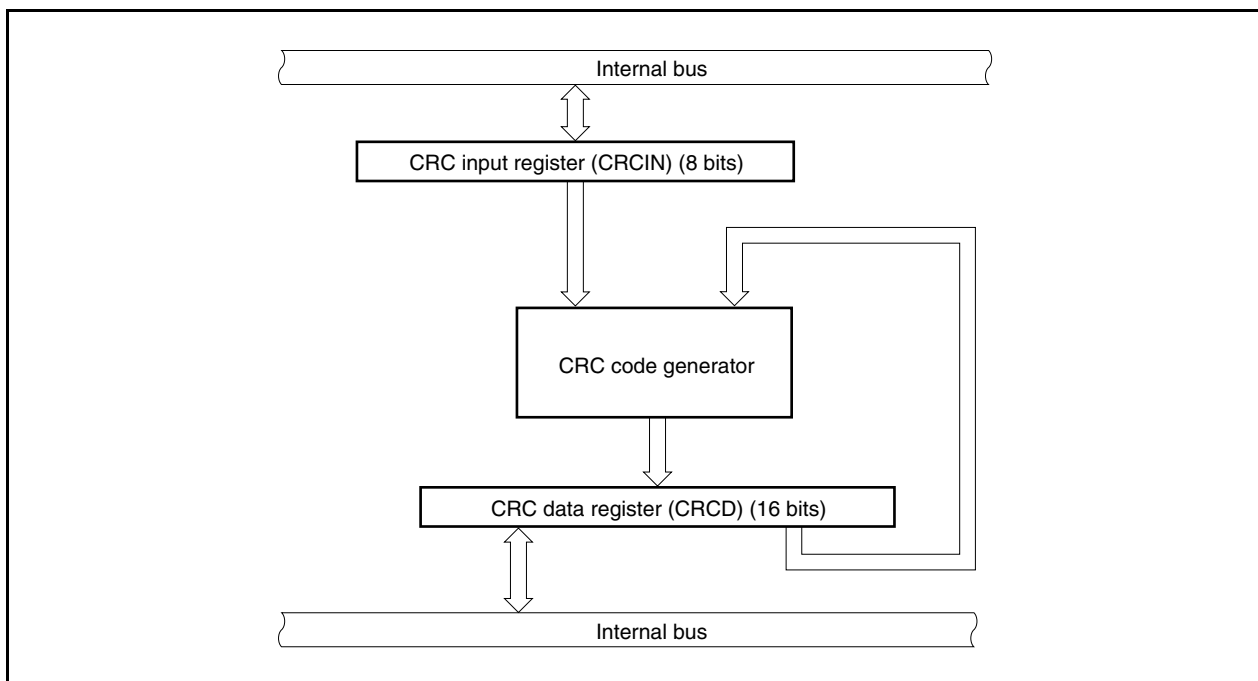 Internal bus
CRC input register (CRCIN) (8 bits)
CRC code generator
CRC data register (CRCD) (16 bits)
Internal bus